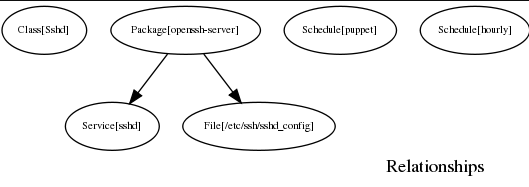 Class[Sshd]
Package[openssh-server]
Schedule[puppet]
Schedule[hourly]
Service[sshd]
File[/etc/ssh/sshd_config]
Relationships